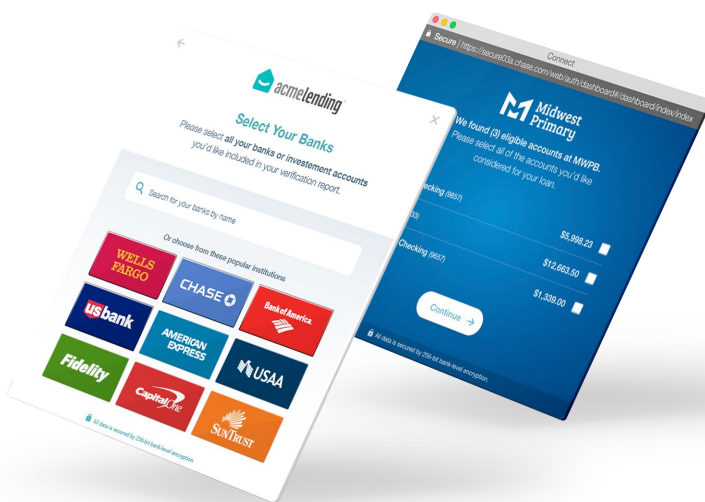 acmelending
Select Your Banks
Please select all your banks or investement accounts
you'd like included in your verification report.
Search for your banks by name
Or choose from these popular institutions
WELLS
FARGO
CHASE
Bank of America.
usbank
AMERICAN
EXPRESS
USAA
Fidelity
Capital One
SUNTRUST
All data is secured by 256-bit bank-level encryption.
Connect
Secure | https://secure03a.chase.com/web/auth/dashboard#/dashboard/index/index
Midwest
Primary
We found (3) eligible accounts at MWPB.
Please select all of the accounts you'd like
considered for your loan.
(9657)
$5,998.23
$12,663.50
Checking (9657)
$1,339.00
Continue
All data is secured by 256-bit bank-level encryption.